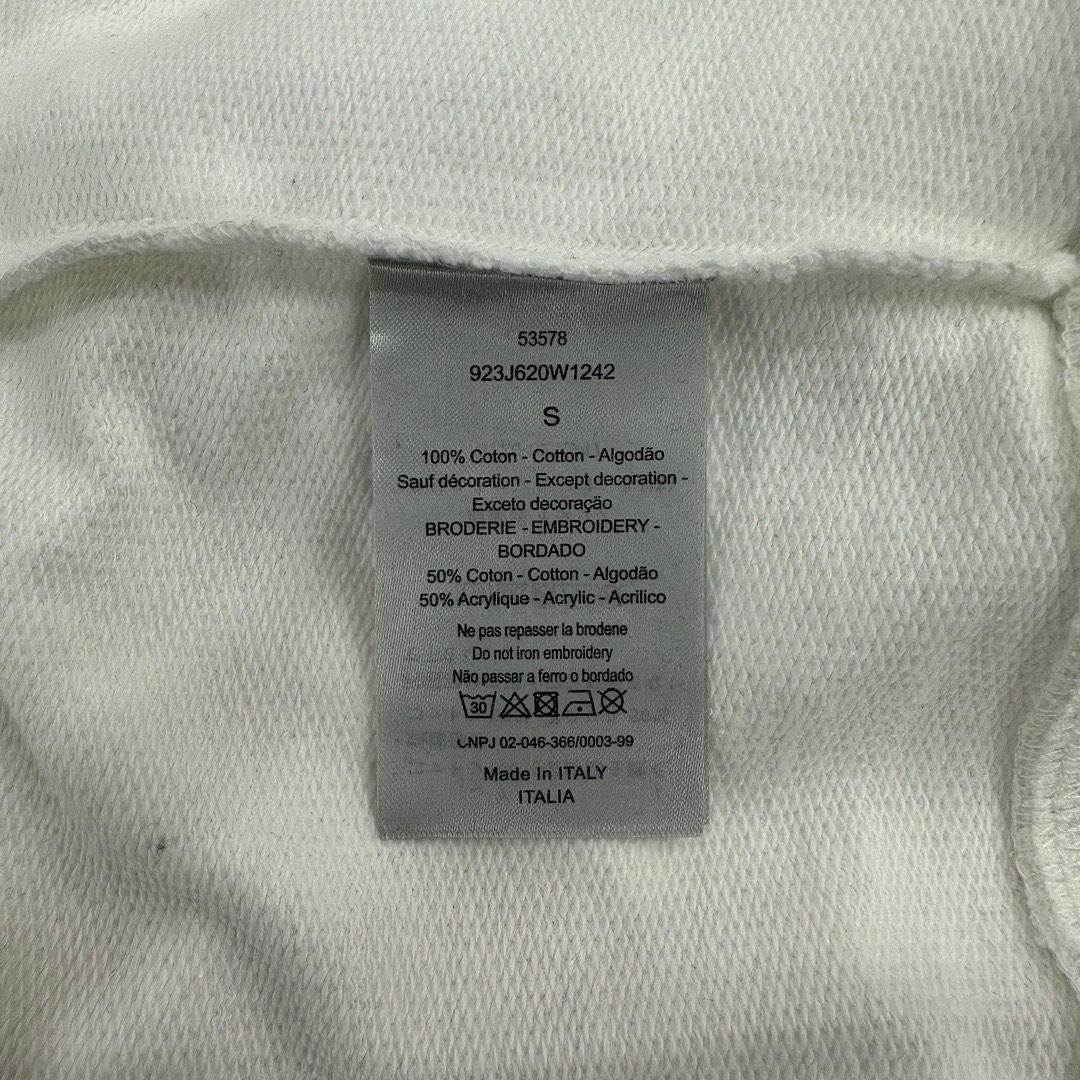 53578
923J620W1242
S
100% Coton - Cotton - Algodão
Sauf décoration - Except decoration -
Exceto decoração
BRODERIE - EMBROIDERY -
BORDADO
50% Coton - Cotton - Algodão
50% Acrylique - Acrylic - Acrilico
Ne pas repasser la brodene
Do not iron embroidery
Não passar a ferro o bordado
30
CNPJ 02-046-366/0003-99
Made In ITALY
ITALIA